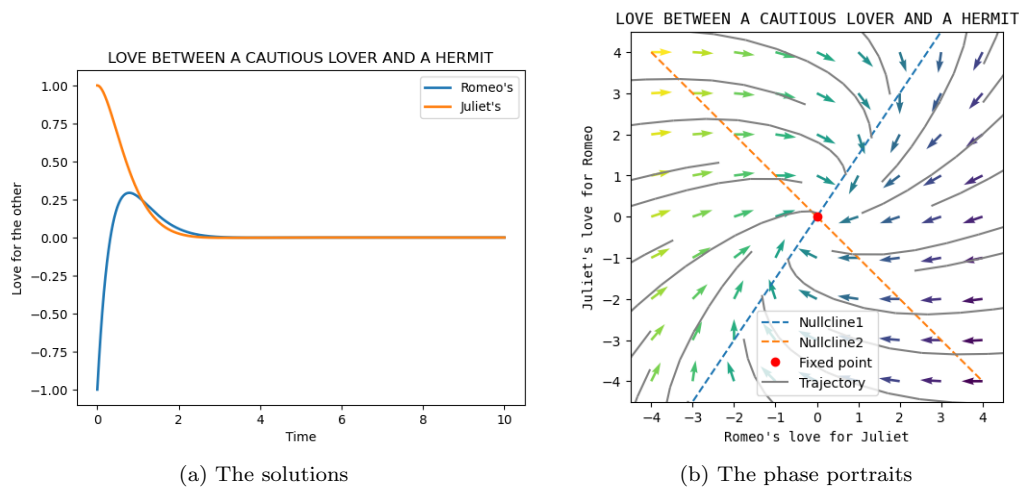 LOVE BETWEEN A CAUTIOUS LOVER AND A HERMIT
1.00
0.75
0.50
0.25
0.00
−0.25
−0.50
−0.75
−1.00
Love for the other
Romeo's
Juliet's
0
2
4
6
8
10
Time
(a) The solutions
LOVE BETWEEN A CAUTIOUS LOVER AND A HERMIT
4
3
2
1
0
−1
−2
−3
−4
Juliet's love for Romeo
Nullcline1
Nullcline2
Fixed point
Trajectory
−4
−3
−2
−1
0
1
2
3
4
Romeo's love for Juliet
(b) The phase portraits